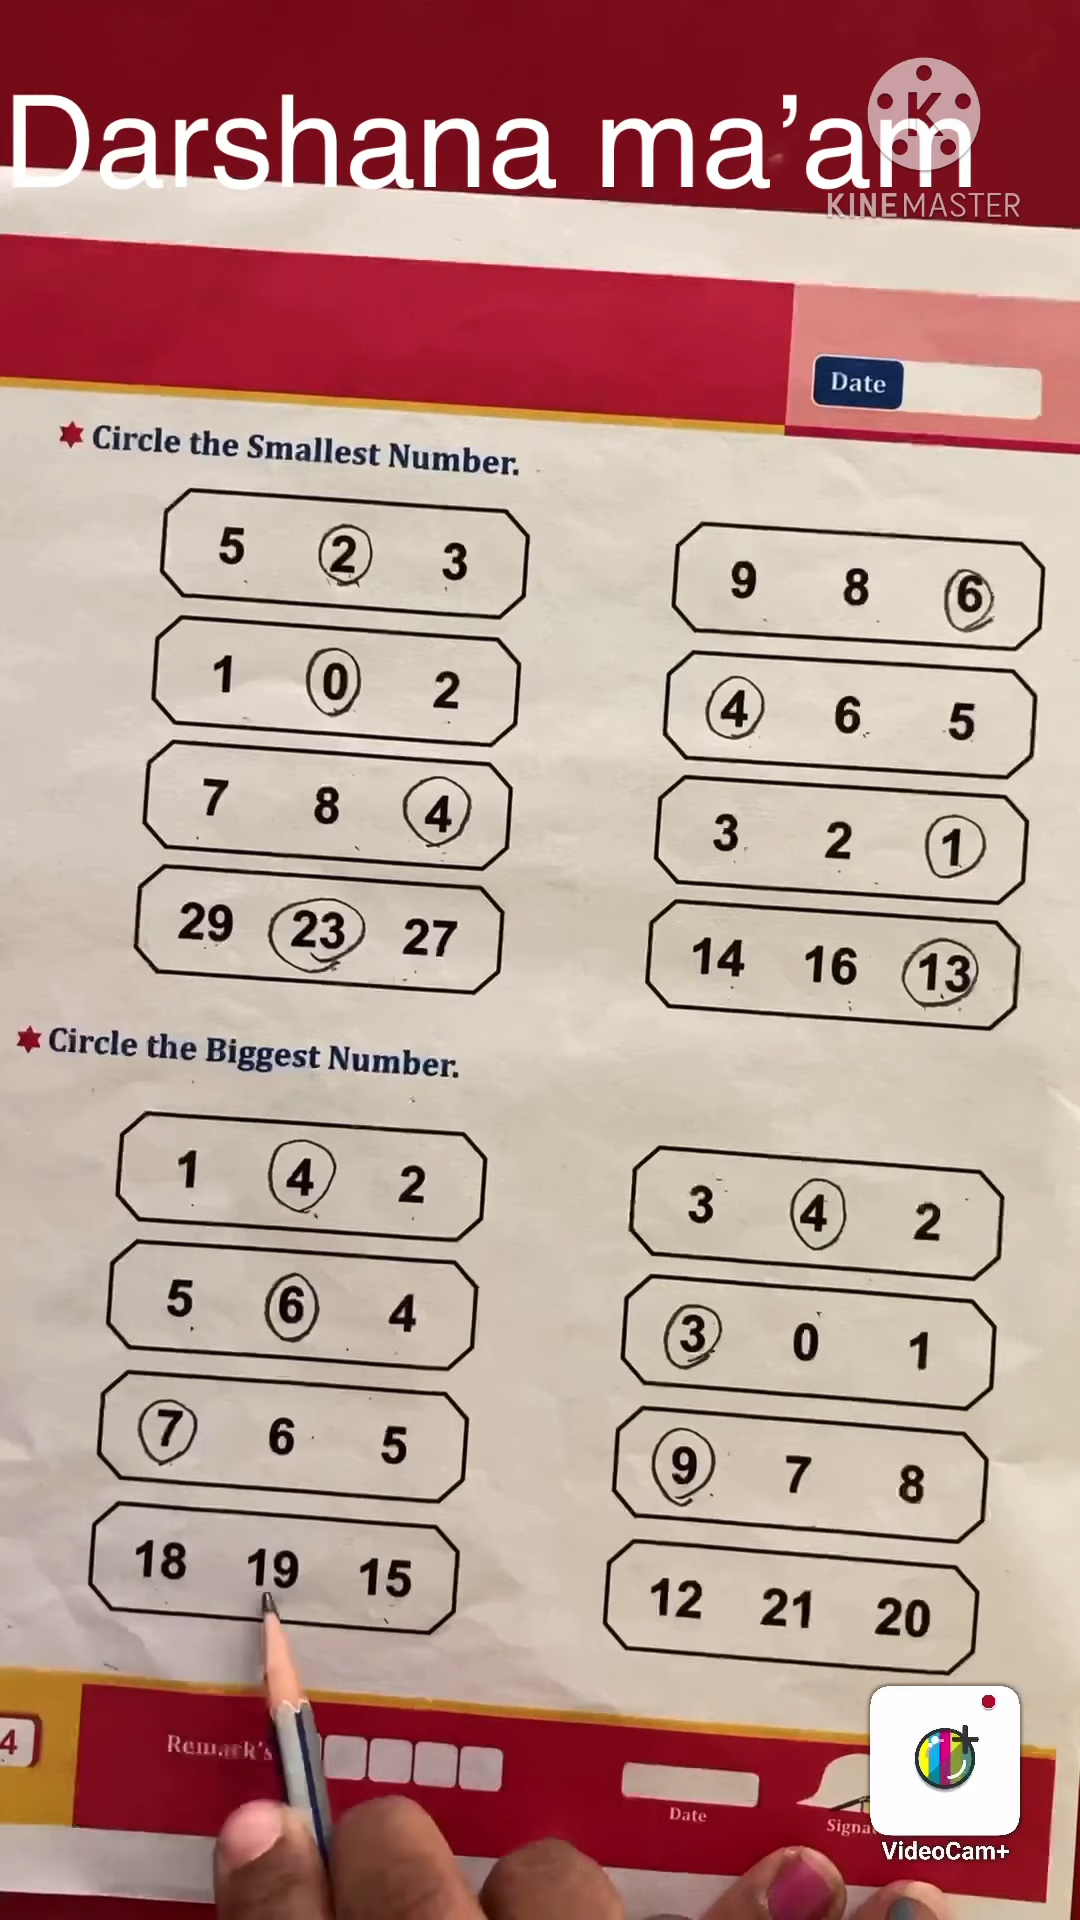 Darshana ma'am
KINEMASTER
Date
Circle the Smallest Number.
5 2 3
9 8 6
1 0 2
4 6 5
7 8 4
3 2 1
29 23 27
14 16 13
Circle the Biggest Number.
1 4 2
3 4 2
5 6 4
3 0 1
7 6 5
9 7 8
18 19 15
12 21 20
4
Remark's
Date
VideoCam+